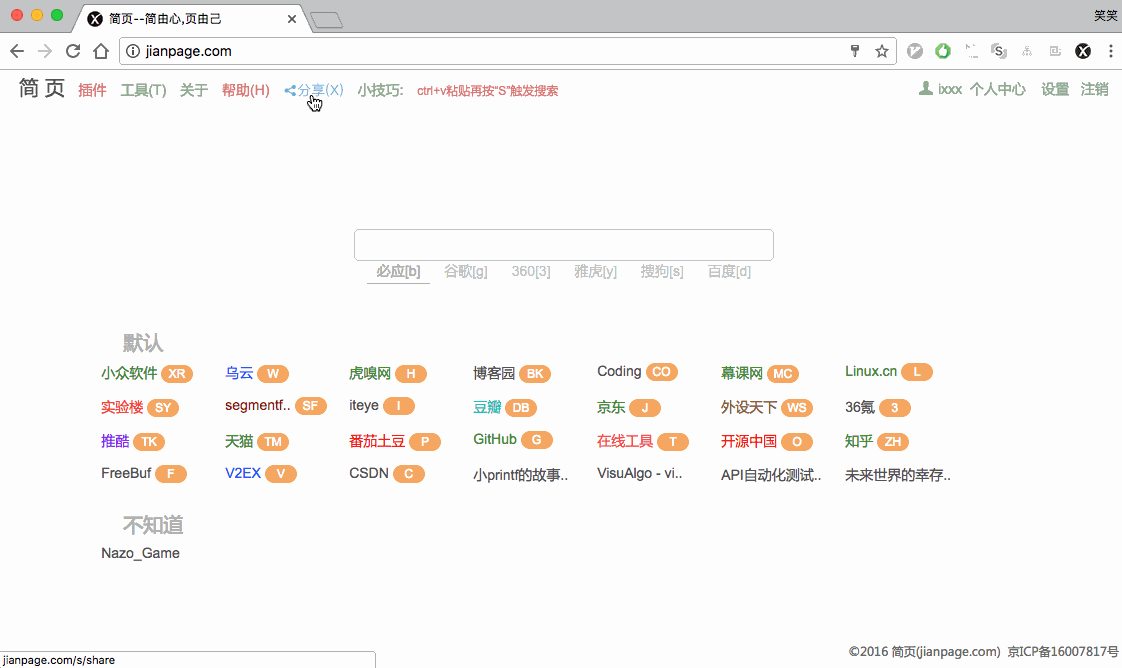 简页--简由心,页由己
笑笑
jianpage.com
简 页 插件 工具(T) 关于 帮助(H) 分享(X) 小技巧: ctrl+v粘贴再按"S"触发搜索 ixxx 个人中心 设置 注销
必应[b] 谷歌[g] 360[3] 雅虎[y] 搜狗[s] 百度[d]
默认
小众软件 XR 乌云 W 虎嗅网 H 博客园 BK Coding CO 幕课网 MC Linux.cn L
实验楼 SY segmentf.. SF iteye I 豆瓣 DB 京东 J 外设天下 WS 36氪 3
推酷 TK 天猫 TM 番茄土豆 P GitHub G 在线工具 T 开源中国 O 知乎 ZH
FreeBuf F V2EX V CSDN C 小printf的故事.. VisuAlgo - vi.. API自动化测试.. 未来世界的幸存..
不知道
Nazo_Game
©2016 简页(jianpage.com) 京ICP备16007817号
jianpage.com/s/share